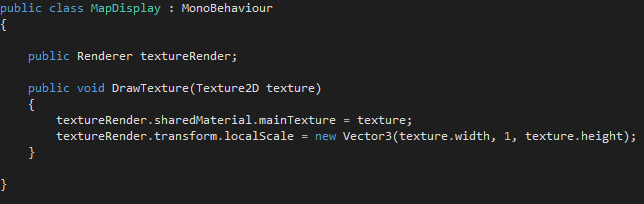 public class MapDisplay : MonoBehaviour
{
public Renderer textureRender;
public void DrawTexture(Texture2D texture)
{
textureRender.sharedMaterial.mainTexture = texture;
textureRender.transform.localScale = new Vector3(texture.width, 1, texture.height);
}
}